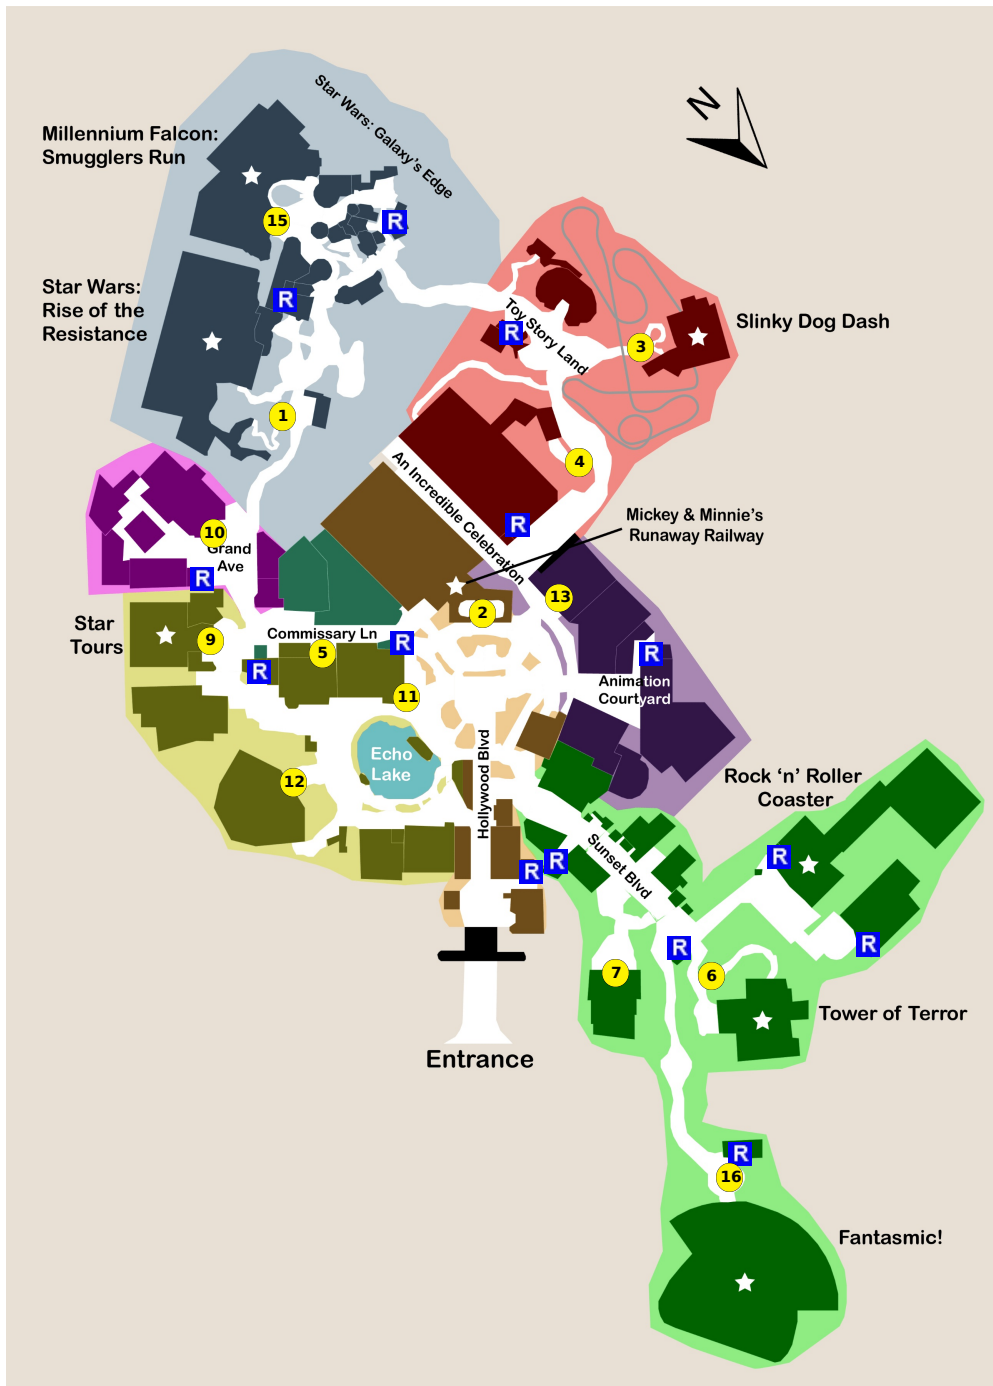 Star Wars: Galaxy's Edge
N
Millennium Falcon:
Smugglers Run
15
R
Star Wars:
Rise of the
Resistance
R
Toy Story Land
R
3
Slinky Dog Dash
1
4
An Incredible Celebration
R
Mickey & Minnie's
Runaway Railway
10
Grand
Ave
R
2
13
Star
Tours
9
Commissary Ln
5
R
R
R
Animation
Courtyard
11
Echo
Lake
12
Hollywood Blvd
Rock 'n' Roller
Coaster
Sunset Blvd
R
R
R
R
R
7
6
Tower of Terror
Entrance
R
16
Fantasmic!